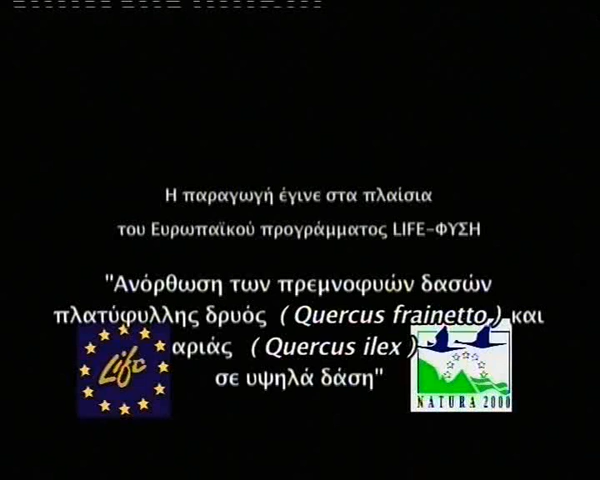 Η παραγωγή έγινε στα πλαίσια
του Ευρωπαϊκού προγράμματος LIFE-ΦΥΣΗ
"Ανόρθωση των πρεμνοφυών δασών
πλατύφυλλης δρυός ( Quercus frainetto ) και
αριάς ( Quercus ilex )
σε υψηλά δάση"
Life
NATURA 2000